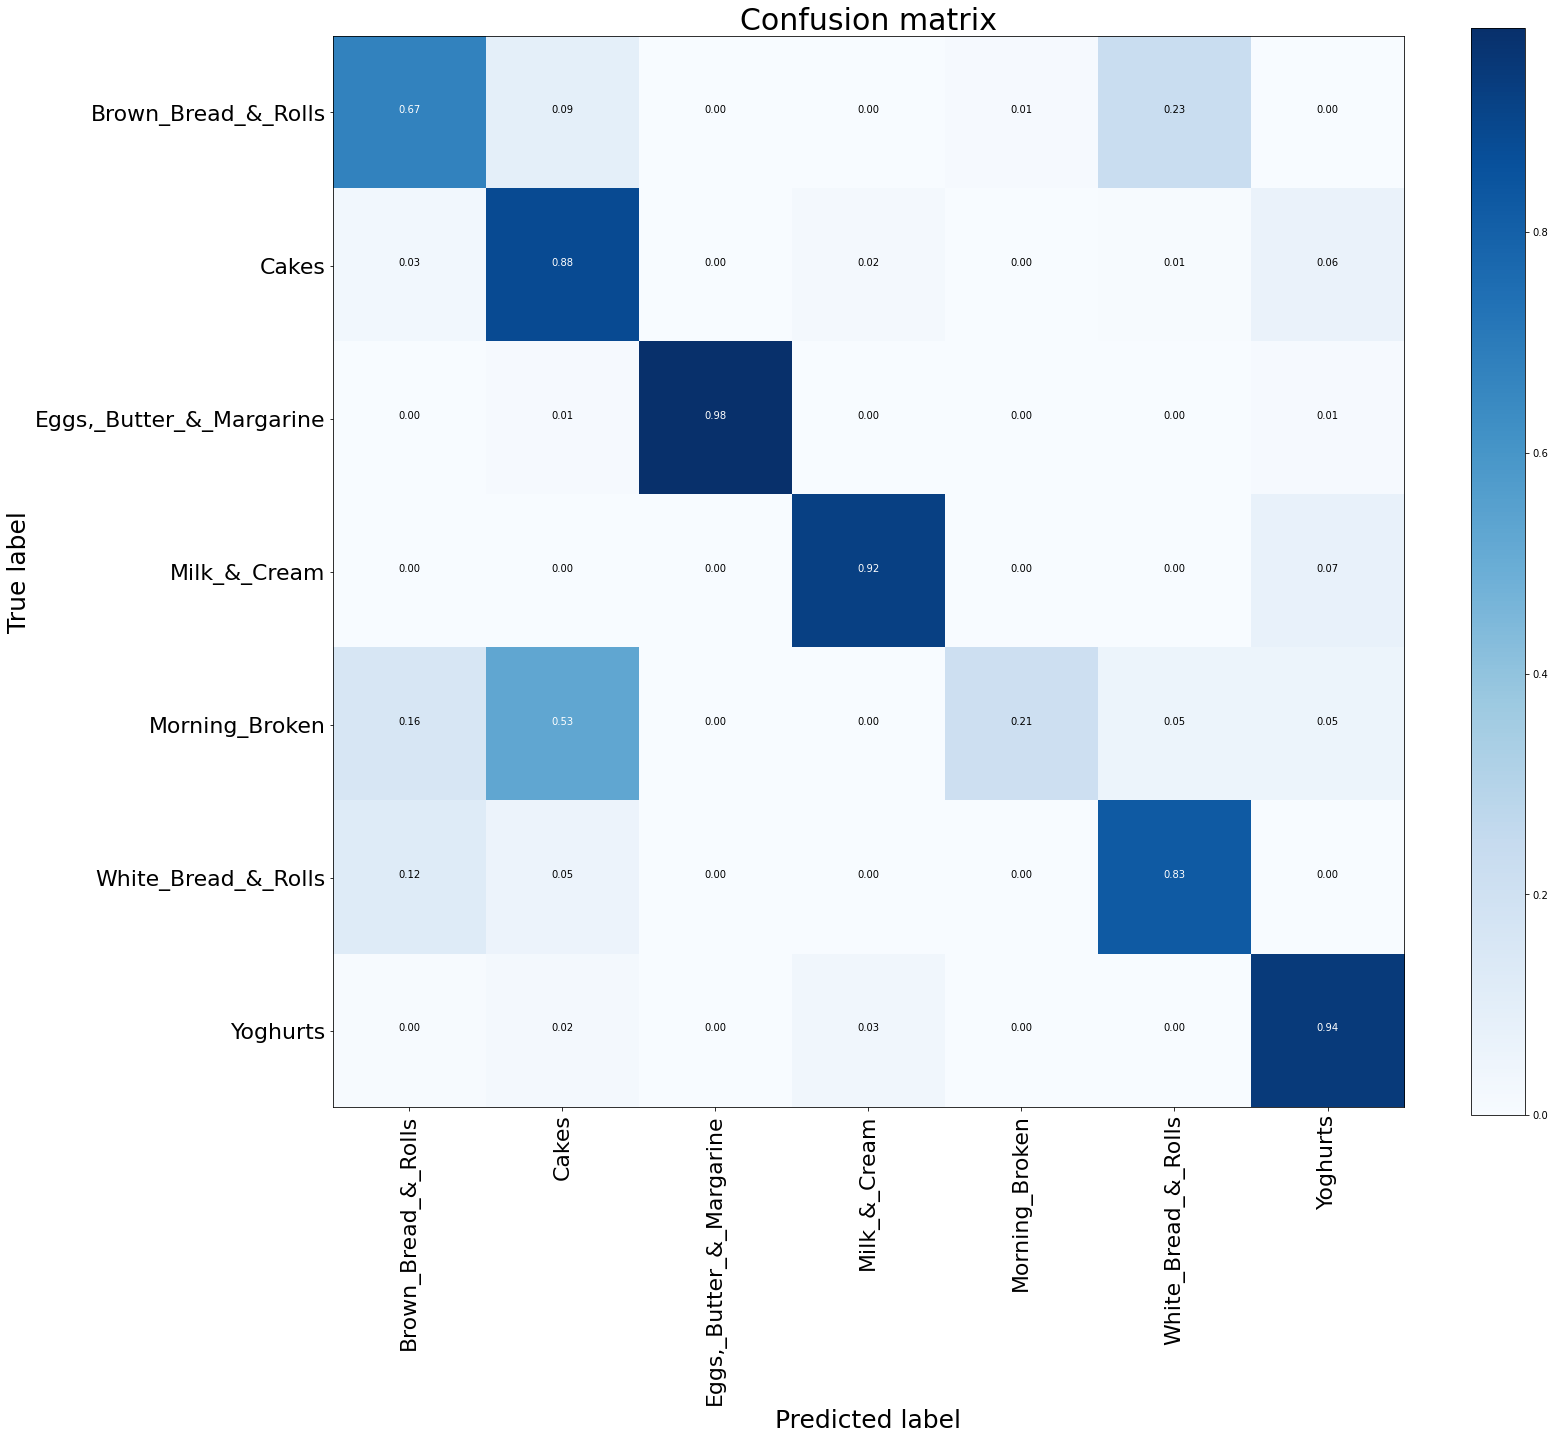 Confusion matrix
Brown_Bread_&_Rolls 0.67 0.09 0.00 0.00 0.01 0.23 0.00
Cakes 0.03 0.88 0.00 0.02 0.00 0.01 0.06
Eggs,_Butter_&_Margarine 0.00 0.01 0.98 0.00 0.00 0.00 0.01
Milk_&_Cream 0.00 0.00 0.00 0.92 0.00 0.00 0.07
Morning_Broken 0.16 0.53 0.00 0.00 0.21 0.05 0.05
White_Bread_&_Rolls 0.12 0.05 0.00 0.00 0.00 0.83 0.00
Yoghurts 0.00 0.02 0.00 0.03 0.00 0.00 0.94
True label
Brown_Bread_&_Rolls
Cakes
Eggs,_Butter_&_Margarine
Milk_&_Cream
Morning_Broken
White_Bread_&_Rolls
Yoghurts
Predicted label
0.8
0.6
0.4
0.2
0.0